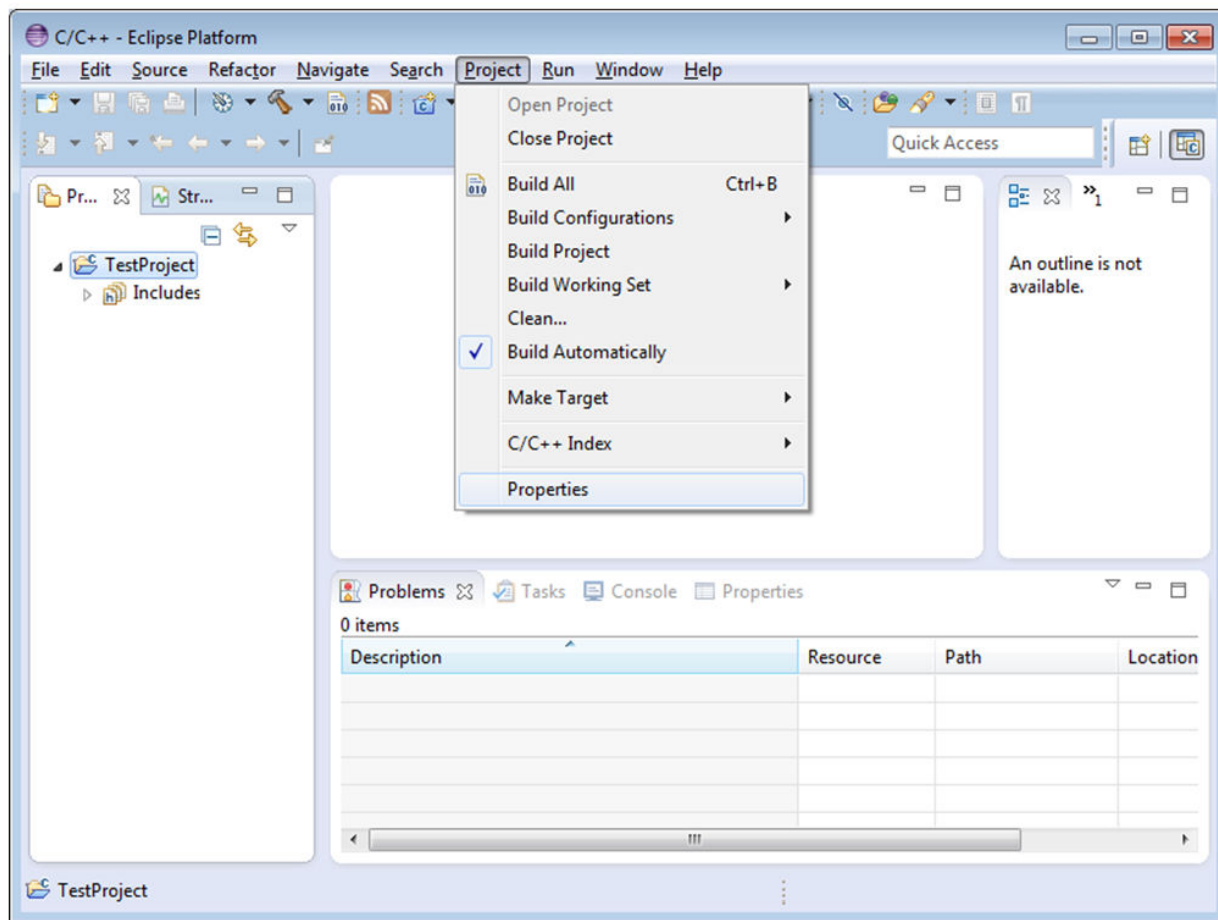 C/C++ - Eclipse Platform
File Edit Source Refactor Navigate Search Project Run Window Help
Quick Access
Open Project
Close Project
Build All Ctrl+B
Build Configurations
Build Project
Build Working Set
Clean...
Build Automatically
Make Target
C/C++ Index
Properties
Pr... Str...
TestProject
Includes
»1
An outline is not
available.
Problems Tasks Console Properties
0 items
Description Resource Path Location
TestProject